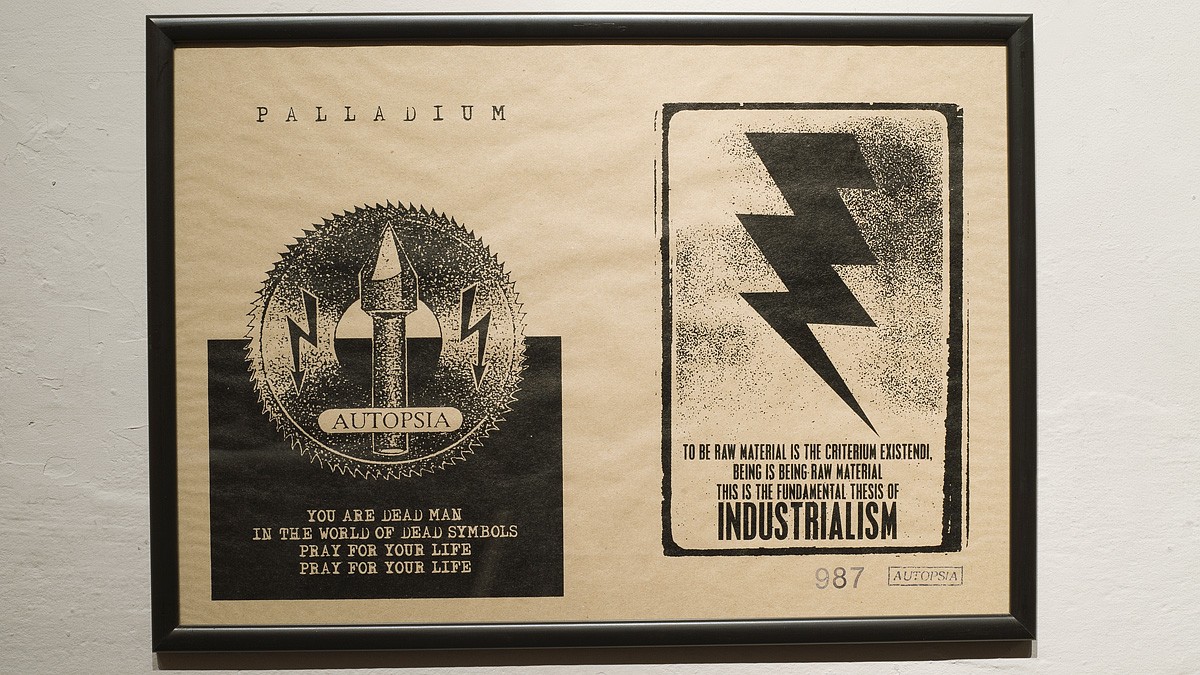 PALLADIUM
AUTOPSIA
YOU ARE DEAD MAN
IN THE WORLD OF DEAD SYMBOLS
PRAY FOR YOUR LIFE
PRAY FOR YOUR LIFE
TO BE RAW MATERIAL IS THE CRITERIUM EXISTENDI,
BEING IS BEING-RAW MATERIAL
THIS IS THE FUNDAMENTAL THESIS OF
INDUSTRIALISM
987 AUTOPSIA